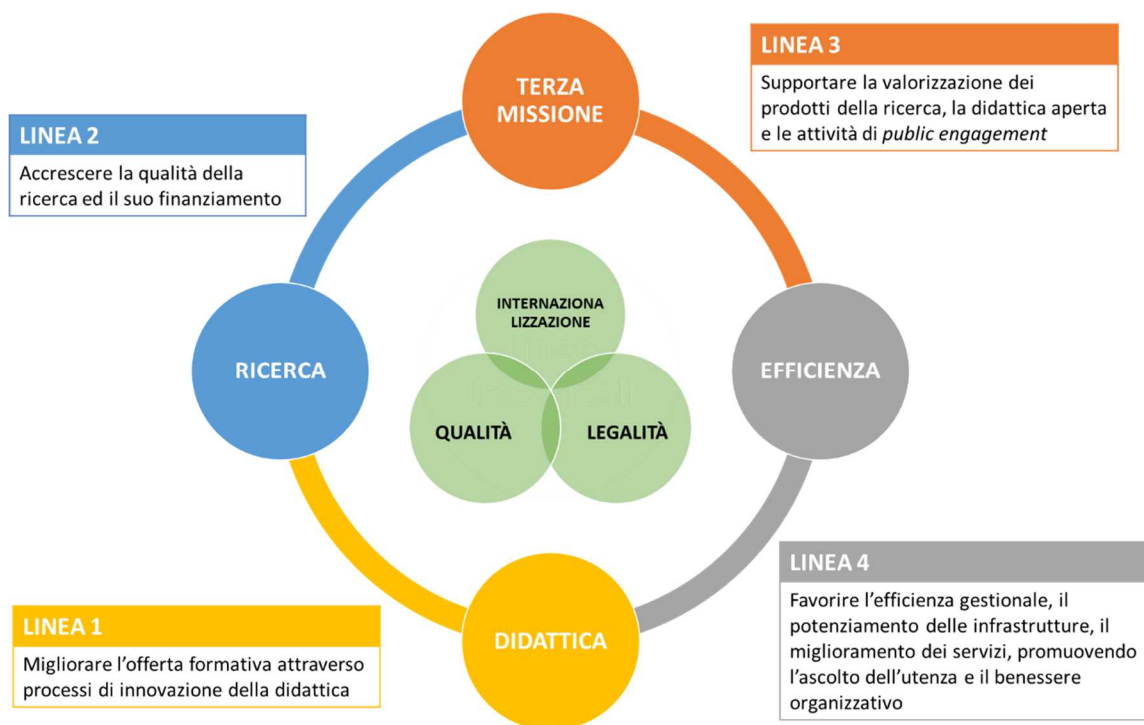 TERZA
MISSIONE
LINEA 3
Supportare la valorizzazione dei
prodotti della ricerca, la didattica aperta
e le attività di public engagement
LINEA 2
Accrescere la qualità della
ricerca ed il suo finanziamento
INTERNAZIONA
LIZZAZIONE
RICERCA
EFFICIENZA
QUALITÀ
LEGALITÀ
LINEA 4
Favorire l’efficienza gestionale, il
potenziamento delle infrastrutture, il
miglioramento dei servizi, promuovendo
l’ascolto dell’utenza e il benessere
organizzativo
LINEA 1
Migliorare l’offerta formativa attraverso
processi di innovazione della didattica
DIDATTICA